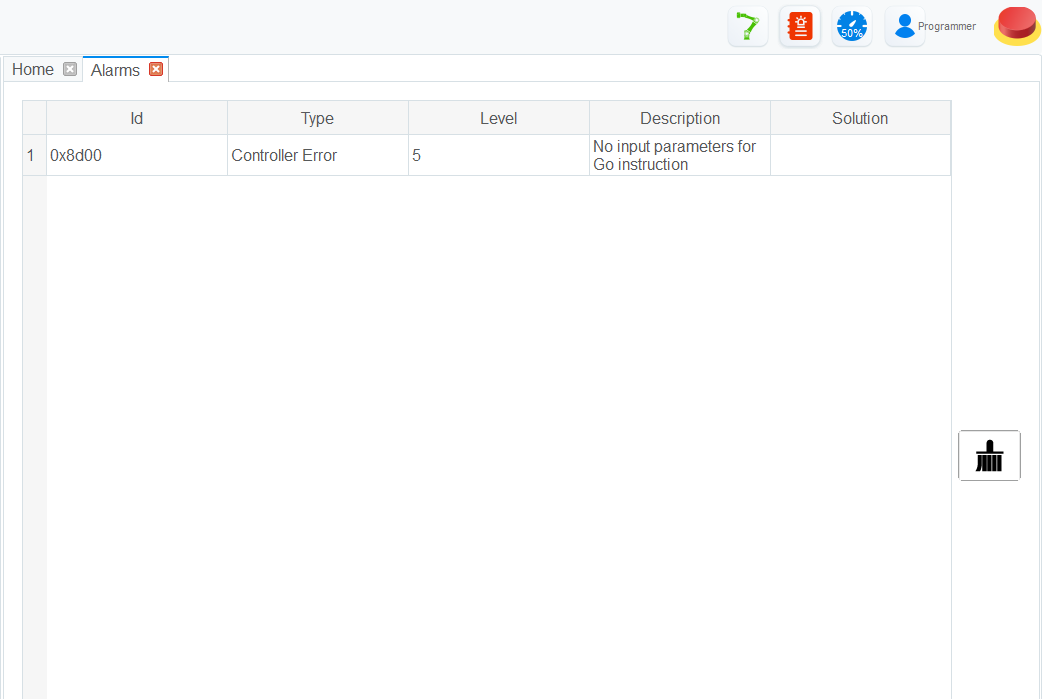 50%
Programmer
Home
Alarms
Id Type Level Description Solution
1 0x8d00 Controller Error 5 No input parameters for
Go instruction